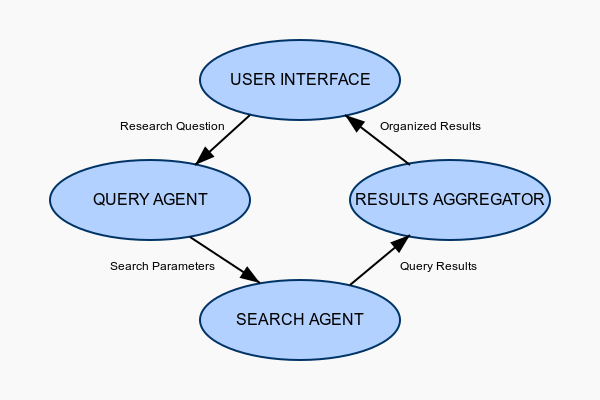 USER INTERFACE
Research Question
Organized Results
QUERY AGENT
RESULTS AGGREGATOR
Search Parameters
Query Results
SEARCH AGENT